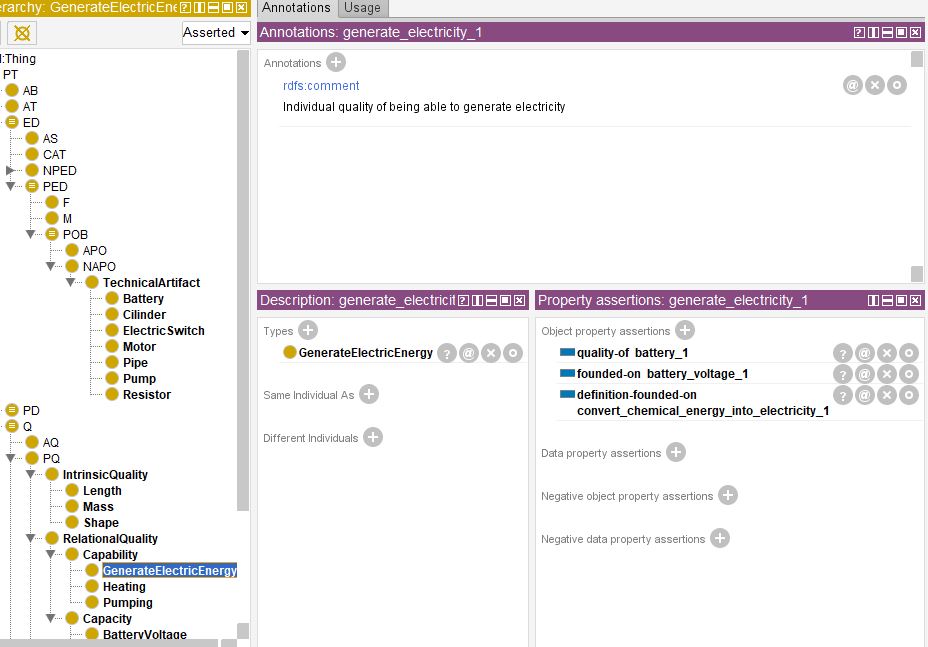 erarchy: GenerateElectricEne
Asserted
l:Thing
PT
AB
AT
ED
AS
CAT
NPED
PED
F
M
POB
APO
NAPO
TechnicalArtifact
Battery
Cilinder
ElectricSwitch
Motor
Pipe
Pump
Resistor
PD
Q
AQ
PQ
IntrinsicQuality
Length
Mass
Shape
RelationalQuality
Capability
GenerateElectricEnergy
Heating
Pumping
Capacity
BatteryVoltage
Annotations Usage
Annotations: generate_electricity_1
Annotations
rdfs:comment
Individual quality of being able to generate electricity
Description: generate_electricit
Types
GenerateElectricEnergy
Same Individual As
Different Individuals
Property assertions: generate_electricity_1
Object property assertions
quality-of battery_1
founded-on battery_voltage_1
definition-founded-on
convert_chemical_energy_into_electricity_1
Data property assertions
Negative object property assertions
Negative data property assertions